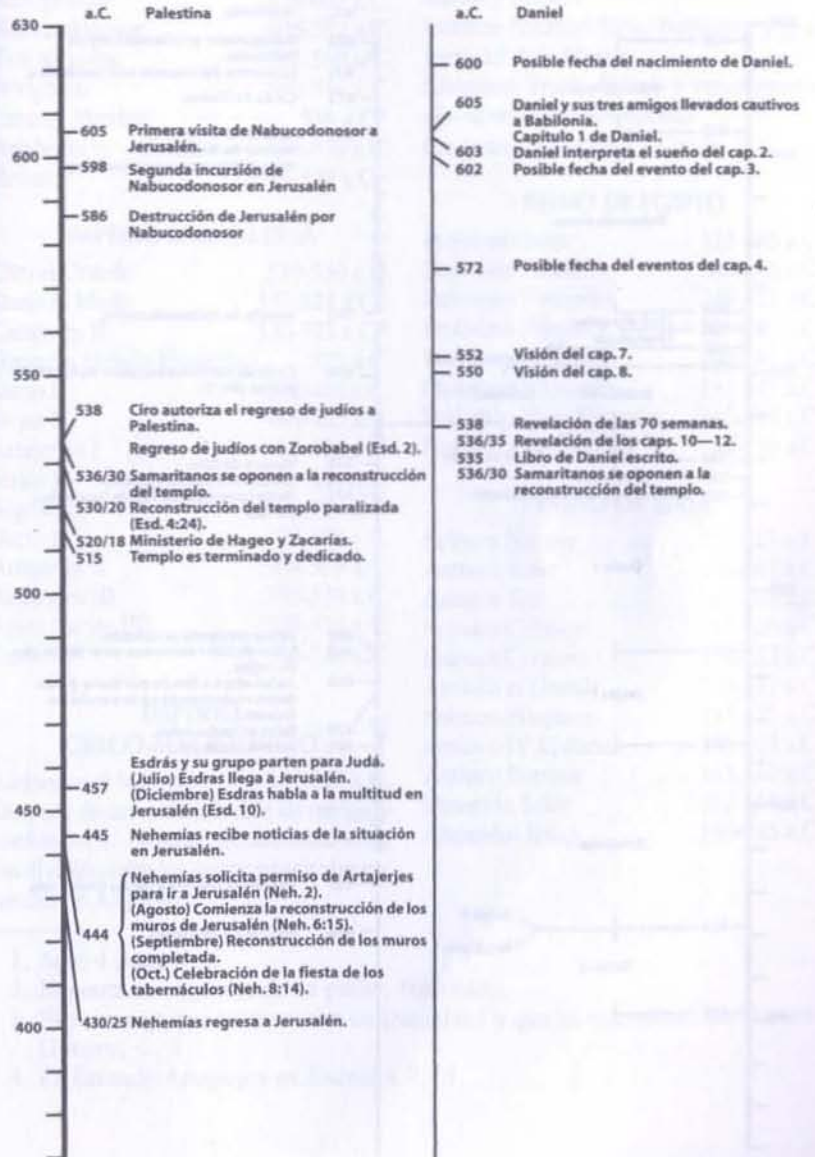 a.C. Palestina
630
605 Primera visita de Nabucodonosor a
Jerusalén.
600
598 Segunda incursión de
Nabucodonosor en Jerusalén
586 Destrucción de Jerusalén por
Nabucodonosor
550
538 Ciro autoriza el regreso de judíos a
Palestina.
Regreso de judíos con Zorobabel (Esd. 2).
536/30 Samaritanos se oponen a la reconstrucción
del templo.
530/20 Reconstrucción del templo paralizada
(Esd. 4:24).
520/18 Ministerio de Hageo y Zacarías.
515 Templo es terminado y dedicado.
500
Esdrás y su grupo parten para Judá.
457 (Julio) Esdras llega a Jerusalén.
(Diciembre) Esdras habla a la multitud en
Jerusalén (Esd. 10).
450
445 Nehemías recibe noticias de la situación
en Jerusalén.
Nehemías solicita permiso de Artajerjes
para ir a Jerusalén (Neh. 2).
(Agosto) Comienza la reconstrucción de los
muros de Jerusalén (Neh. 6:15).
444 (Septiembre) Reconstrucción de los muros
completada.
(Oct.) Celebración de la fiesta de los
tabernáculos (Neh. 8:14).
400
430/25 Nehemías regresa a Jerusalén.
a.C. Daniel
600 Posible fecha del nacimiento de Daniel.
605 Daniel y sus tres amigos llevados cautivos
a Babilonia.
Capítulo 1 de Daniel.
603 Daniel interpreta el sueño del cap. 2.
602 Posible fecha del evento del cap. 3.
572 Posible fecha del eventos del cap. 4.
552 Visión del cap. 7.
550 Visión del cap. 8.
538 Revelación de las 70 semanas.
536/35 Revelación de los caps. 10—12.
535 Libro de Daniel escrito.
536/30 Samaritanos se oponen a la
reconstrucción del templo.